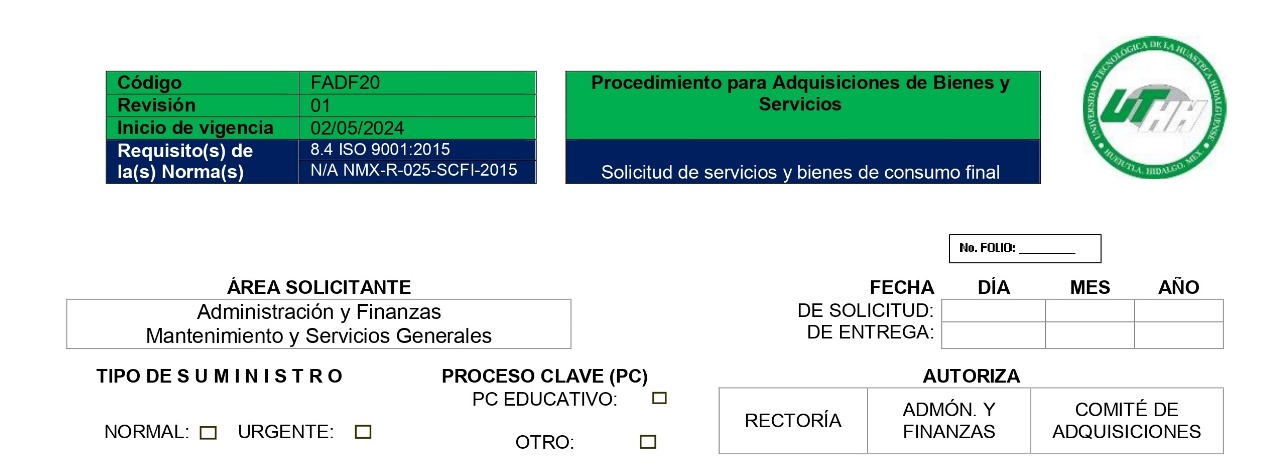 Código FADF20
Revisión 01
Inicio de vigencia 02/05/2024
Requisito(s) de 8.4 ISO 9001:2015
la(s) Norma(s) N/A NMX-R-025-SCFI-2015
Procedimiento para Adquisiciones de Bienes y
Servicios
Solicitud de servicios y bienes de consumo final
UNIVERSIDAD TECNOLÓGICA DE LA HUASTECA HIDALGUENSE
UTHH
HUEJUTLA, HIDALGO. MEX.
No. FOLIO: ________
ÁREA SOLICITANTE
Administración y Finanzas
Mantenimiento y Servicios Generales
FECHA DÍA MES AÑO
DE SOLICITUD:
DE ENTREGA:
TIPO DE S U M I N I S T R O
NORMAL: URGENTE:
PROCESO CLAVE (PC)
PC EDUCATIVO:
OTRO:
AUTORIZA
RECTORÍA
ADMÓN. Y
FINANZAS
COMITÉ DE
ADQUISICIONES